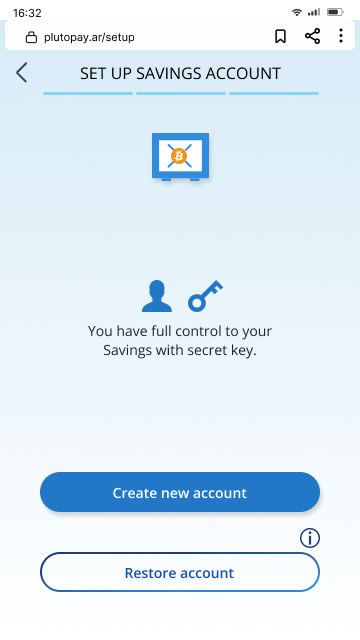 16:32
plutopay.ar/setup
SET UP SAVINGS ACCOUNT
You have full control to your
Savings with secret key.
Create new account
Restore account